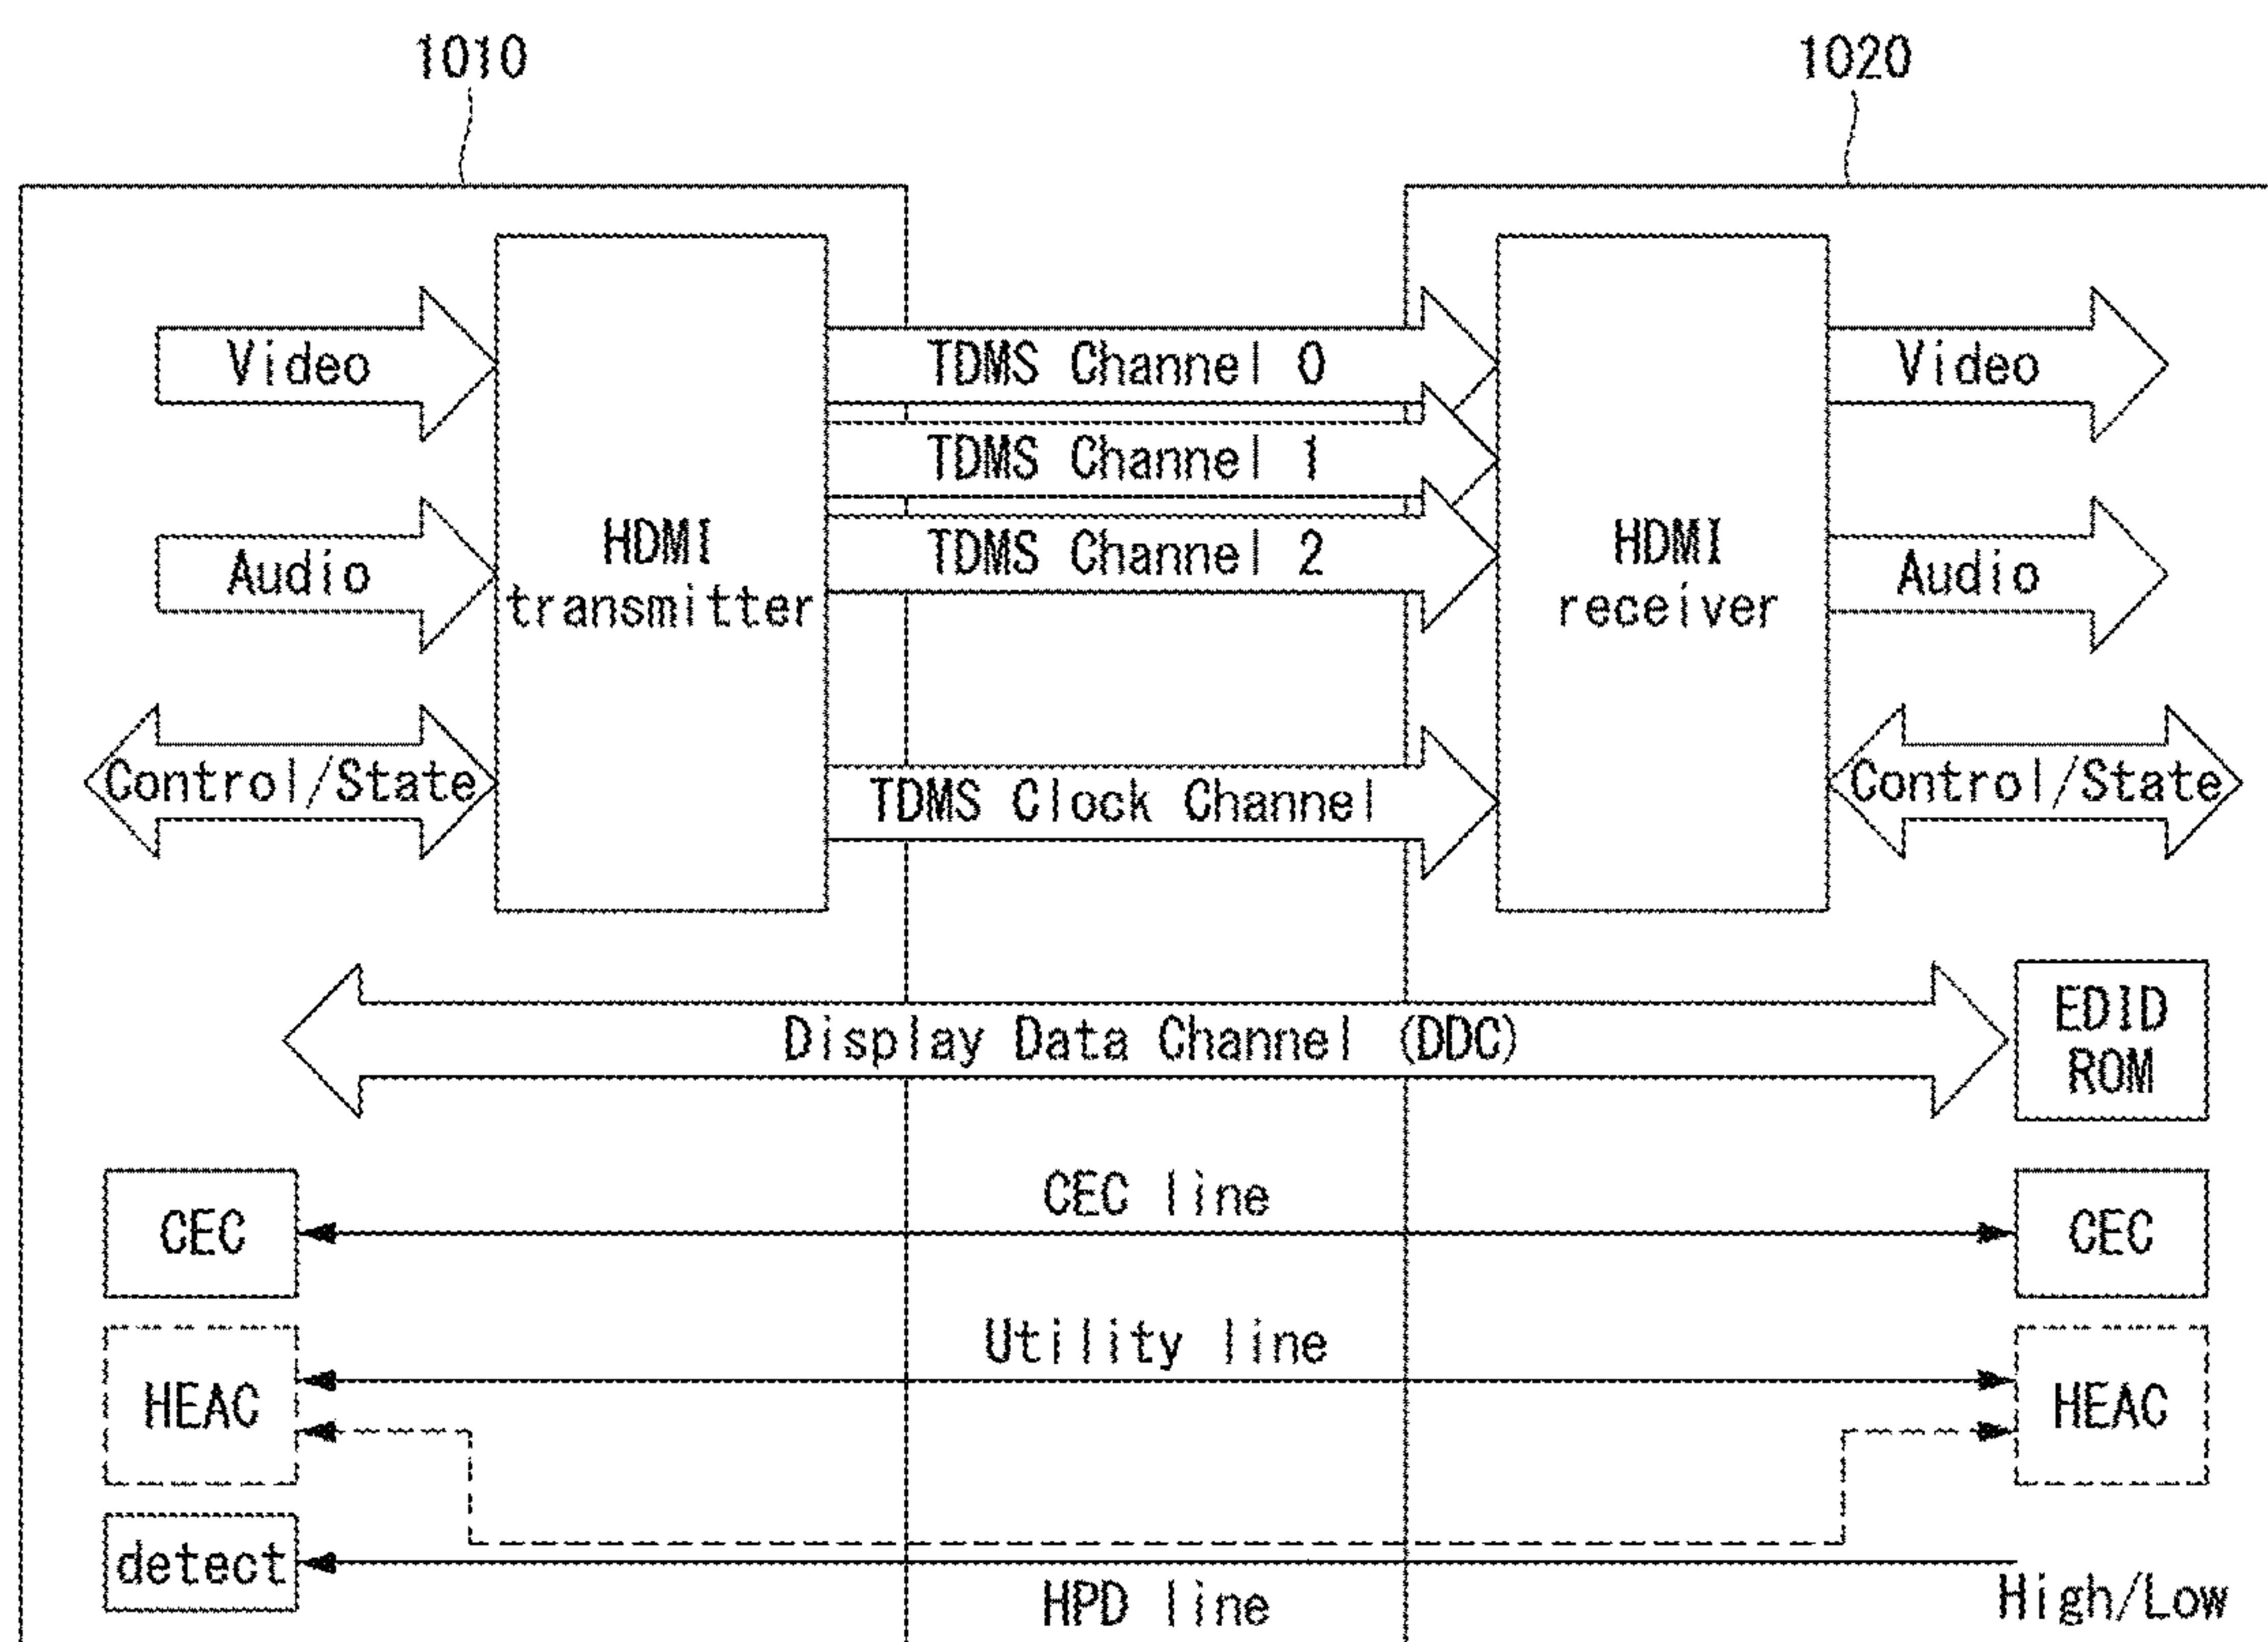 1010
1020
Video
TDMS Channel 0
Video
TDMS Channel 1
Audio
HDMI
transmitter
TDMS Channel 2
HDMI
receiver
Audio
Control/State
TDMS Clock Channel
Control/State
Display Data Channel (DDC)
EDID
ROM
CEC
CEC line
CEC
HEAC
Utility line
HEAC
detect
HPD line
High/Low